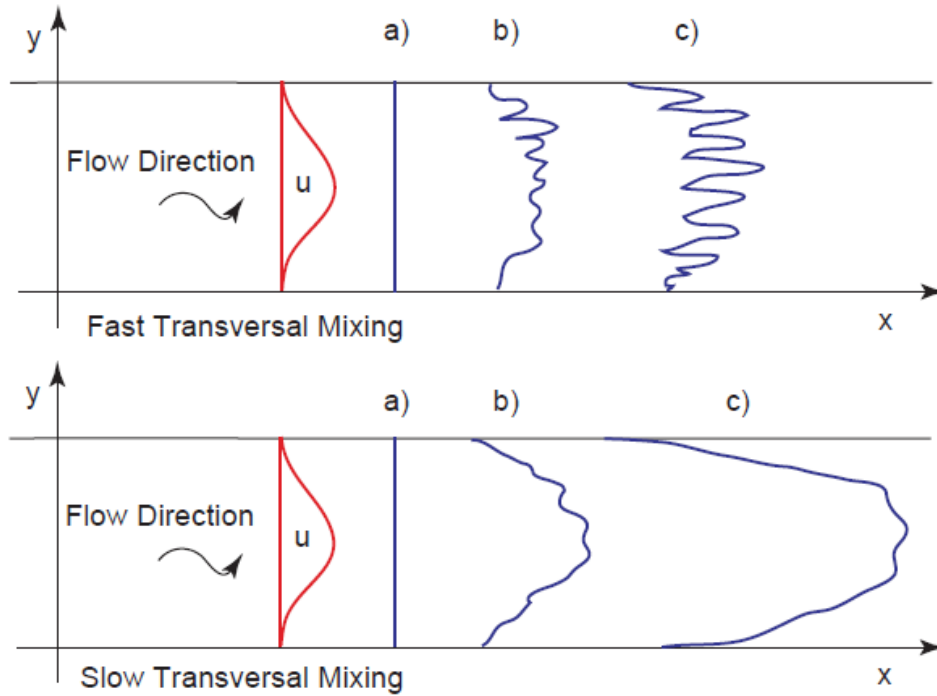 y a) b) c)
Flow Direction
u
x
Fast Transversal Mixing
y a) b) c)
Flow Direction
u
x
Slow Transversal Mixing